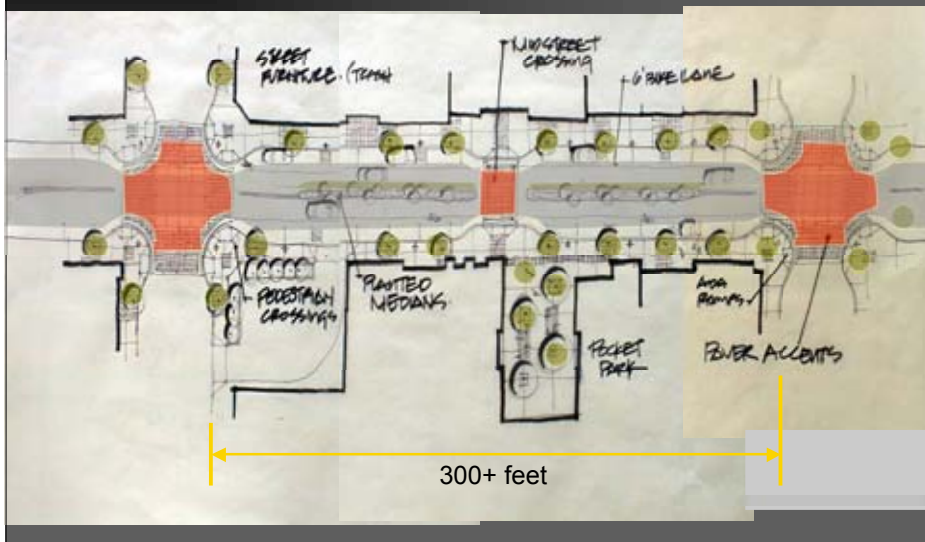 STREET
FURNITURE (TRASH
MIDSTREET
CROSSING
6' BIKE LANE
PEDESTRIAN
CROSSINGS
PLANTED
MEDIANS
POCKET
PARK
ADA
RAMPS
PAVER ACCENTS
300+ feet